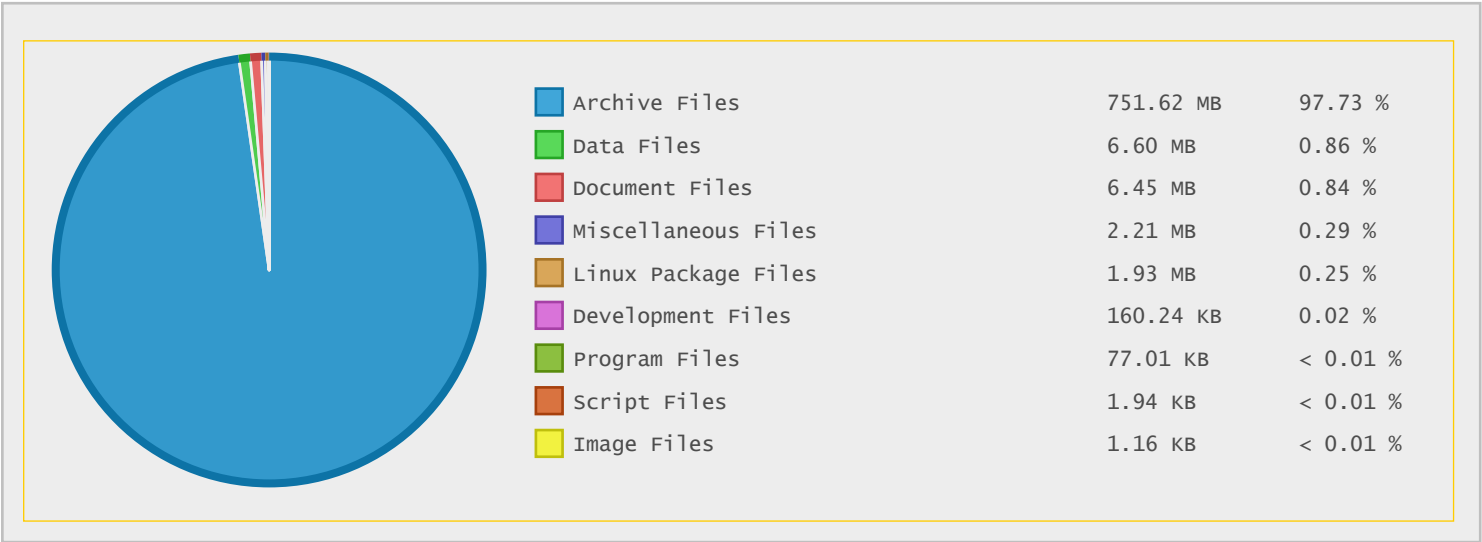 Archive Files 751.62 MB 97.73 %
Data Files 6.60 MB 0.86 %
Document Files 6.45 MB 0.84 %
Miscellaneous Files 2.21 MB 0.29 %
Linux Package Files 1.93 MB 0.25 %
Development Files 160.24 KB 0.02 %
Program Files 77.01 KB < 0.01 %
Script Files 1.94 KB < 0.01 %
Image Files 1.16 KB < 0.01 %